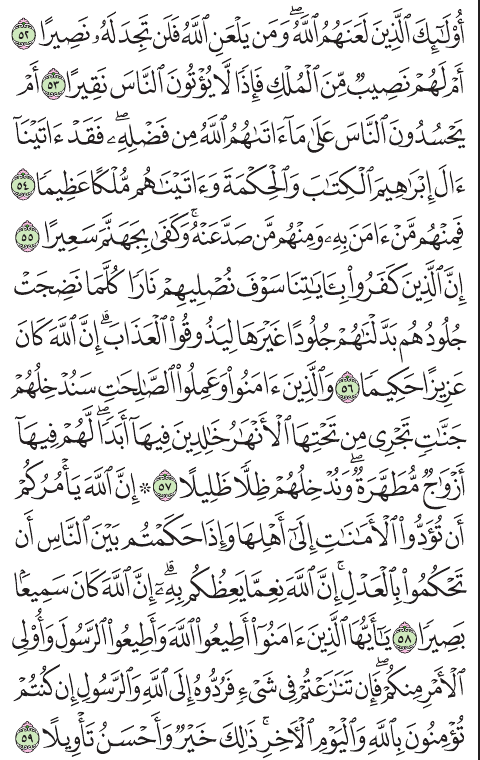 أُوْلَٰٓئِكَ ٱلَّذِينَ لَعَنَهُمُ ٱللَّهُۖ وَمَن يَلْعَنِ ٱللَّهُ فَلَن تَجِدَ لَهُۥ نَصِيرًا ٥٢
أَمْ لَهُمْ نَصِيبٌ مِّنَ ٱلْمُلْكِ فَإِذًا لَّا يُؤْتُونَ ٱلنَّاسَ نَقِيرًا ٥٣ أَمْ
يَحْسُدُونَ ٱلنَّاسَ عَلَىٰ مَآ ءَاتَىٰهُمُ ٱللَّهُ مِن فَضْلِهِۦۖ فَقَدْ ءَاتَيْنَآ
ءَالَ إِبْرَٰهِيمَ ٱلْكِتَٰبَ وَٱلْحِكْمَةَ وَءَاتَيْنَٰهُم مُّلْكًا عَظِيمًا ٥٤
فَمِنْهُم مَّنْ ءَامَنَ بِهِۦ وَمِنْهُم مَّن صَدَّ عَنْهُۚ وَكَفَىٰ بِجَهَنَّمَ سَعِيرًا ٥٥
إِنَّ ٱلَّذِينَ كَفَرُواْ بِـَٔايَٰتِنَا سَوْفَ نُصْلِيهِمْ نَارًا كُلَّمَا نَضِجَتْ
جُلُودُهُم بَدَّلْنَٰهُمْ جُلُودًا غَيْرَهَا لِيَذُوقُواْ ٱلْعَذَابَۗ إِنَّ ٱللَّهَ كَانَ
عَزِيزًا حَكِيمًا ٥٦ وَٱلَّذِينَ ءَامَنُواْ وَعَمِلُواْ ٱلصَّٰلِحَٰتِ سَنُدْخِلُهُمْ
جَنَّٰتٍ تَجْرِى مِن تَحْتِهَا ٱلْأَنْهَٰرُ خَٰلِدِينَ فِيهَآ أَبَدًاۖ لَّهُمْ فِيهَآ
أَزْوَٰجٌ مُّطَهَّرَةٌۖ وَنُدْخِلُهُمْ ظِلًّا ظَلِيلًا ٥٧ ۞ إِنَّ ٱللَّهَ يَأْمُرُكُمْ
أَن تُؤَدُّواْ ٱلْأَمَٰنَٰتِ إِلَىٰٓ أَهْلِهَا وَإِذَا حَكَمْتُم بَيْنَ ٱلنَّاسِ أَن
تَحْكُمُواْ بِٱلْعَدْلِۚ إِنَّ ٱللَّهَ نِعِمَّا يَعِظُكُم بِهِۦٓۗ إِنَّ ٱللَّهَ كَانَ سَمِيعًۢا
بَصِيرًا ٥٨ يَٰٓأَيُّهَا ٱلَّذِينَ ءَامَنُوٓاْ أَطِيعُواْ ٱللَّهَ وَأَطِيعُواْ ٱلرَّسُولَ وَأُوْلِى
ٱلْأَمْرِ مِنكُمْۖ فَإِن تَنَٰزَعْتُمْ فِى شَىْءٍ فَرُدُّوهُ إِلَى ٱللَّهِ وَٱلرَّسُولِ إِن كُنتُمْ
تُؤْمِنُونَ بِٱللَّهِ وَٱلْيَوْمِ ٱلْءَاخِرِۚ ذَٰلِكَ خَيْرٌ وَأَحْسَنُ تَأْوِيلًا ٥٩